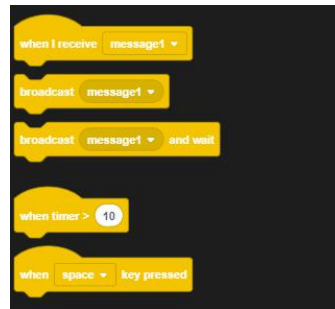 when I receive message1
broadcast message1
broadcast message1 and wait
when timer > 10
when space key pressed